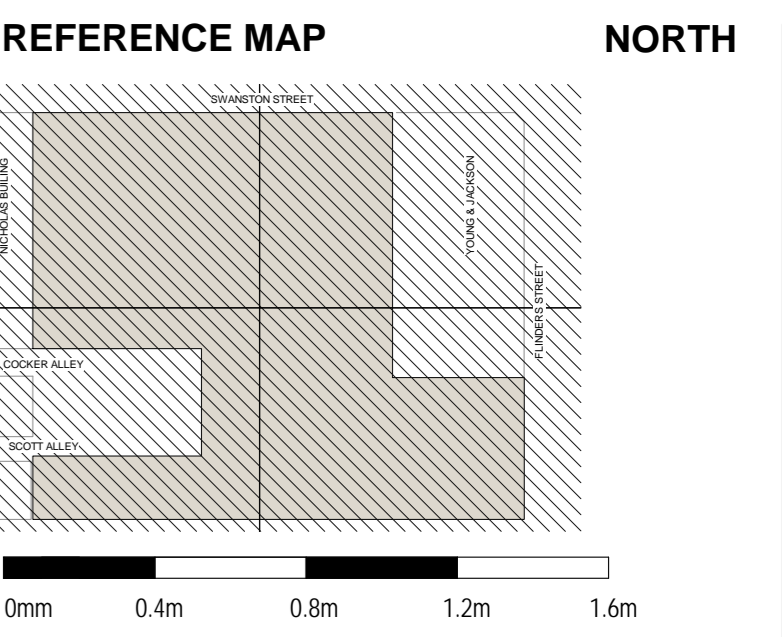 REFERENCE MAP
NORTH
SWANSTON STREET
NICHOLAS BUILING
YOUNG & JACKSON
FLINDERS STREET
COCKER ALLEY
SCOTT ALLEY
0mm 0.4m 0.8m 1.2m 1.6m